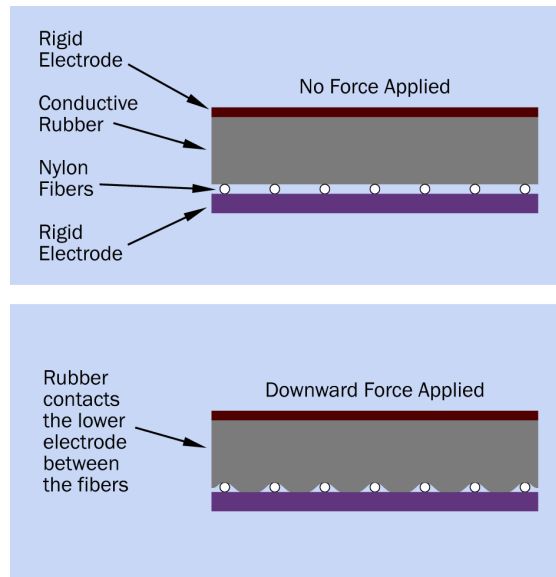 Rigid
Electrode
No Force Applied
Conductive
Rubber
Nylon
Fibers
Rigid
Electrode
Rubber
contacts
the lower
electrode
between
the fibers
Downward Force Applied